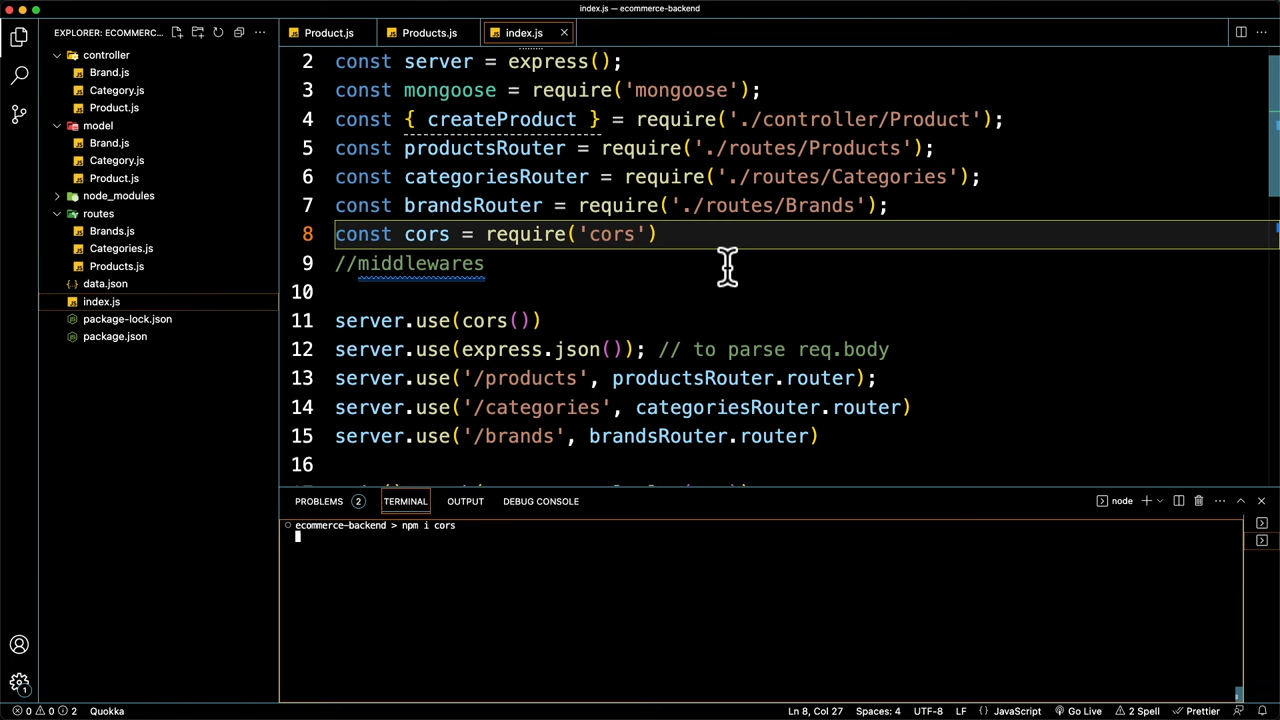 index.js — ecommerce-backend
EXPLORER: ECOMMERC...
Product.js
Products.js
index.js
controller
Brand.js
Category.js
Product.js
model
Brand.js
Category.js
Product.js
node_modules
routes
Brands.js
Categories.js
Products.js
{..} data.json
index.js
package-lock.json
package.json
2 const server = express();
3 const mongoose = require('mongoose');
4 const { createProduct } = require('./controller/Product');
5 const productsRouter = require('./routes/Products');
6 const categoriesRouter = require('./routes/Categories');
7 const brandsRouter = require('./routes/Brands');
8 const cors = require('cors')
9 //middlewares
10
11 server.use(cors())
12 server.use(express.json()); // to parse req.body
13 server.use('/products', productsRouter.router);
14 server.use('/categories', categoriesRouter.router)
15 server.use('/brands', brandsRouter.router)
16
PROBLEMS 2 TERMINAL OUTPUT DEBUG CONSOLE
node
ecommerce-backend > npm i cors
1
0 0 2 Quokka
Ln 8, Col 27 Spaces: 4 UTF-8 LF {} JavaScript Go Live 2 Spell Prettier